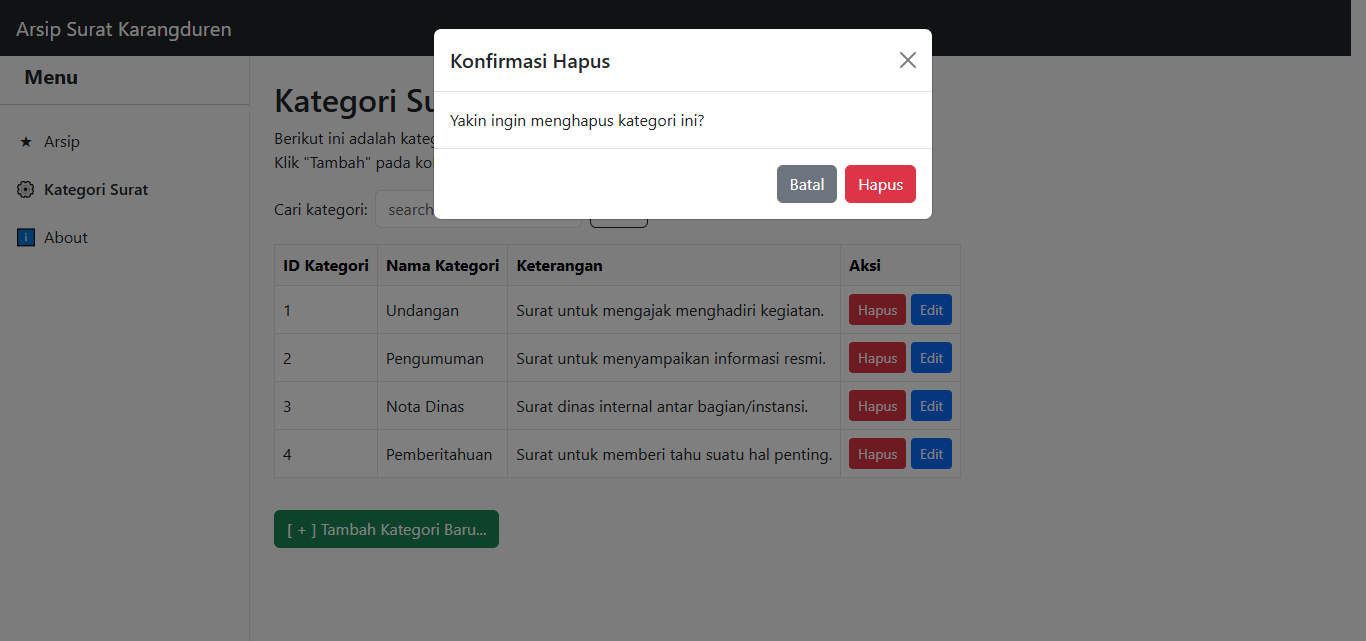 Arsip Surat Karangduren
Konfirmasi Hapus
Yakin ingin menghapus kategori ini?
Batal Hapus
Menu
Arsip
Kategori Surat
About
Kategori
Berikut ini adalah
Klik "Tambah" pada
Cari kategori: search
ID Kategori Nama Kategori Keterangan Aksi
1 Undangan Surat untuk mengajak menghadiri kegiatan. Hapus Edit
2 Pengumuman Surat untuk menyampaikan informasi resmi. Hapus Edit
3 Nota Dinas Surat dinas internal antar bagian/instansi. Hapus Edit
4 Pemberitahuan Surat untuk memberi tahu suatu hal penting. Hapus Edit
[ + ] Tambah Kategori Baru...